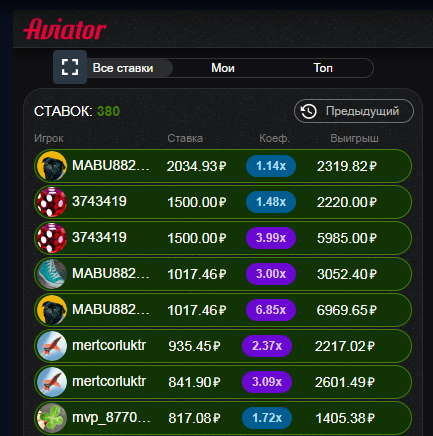 Aviator
Все ставки Мои Топ
СТАВОК: 380 Предыдущий
Игрок Ставка Коеф. Выигрыш
MABU882... 2034.93₽ 1.14x 2319.82₽
3743419 1500.00₽ 1.48x 2220.00₽
3743419 1500.00₽ 3.99x 5985.00₽
MABU882... 1017.46₽ 3.00x 3052.40₽
MABU882... 1017.46₽ 6.85x 6969.65₽
mertcorluktr 935.45₽ 2.37x 2217.02₽
mertcorluktr 841.90₽ 3.09x 2601.49₽
mvp_8770... 817.08₽ 1.72x 1405.38₽